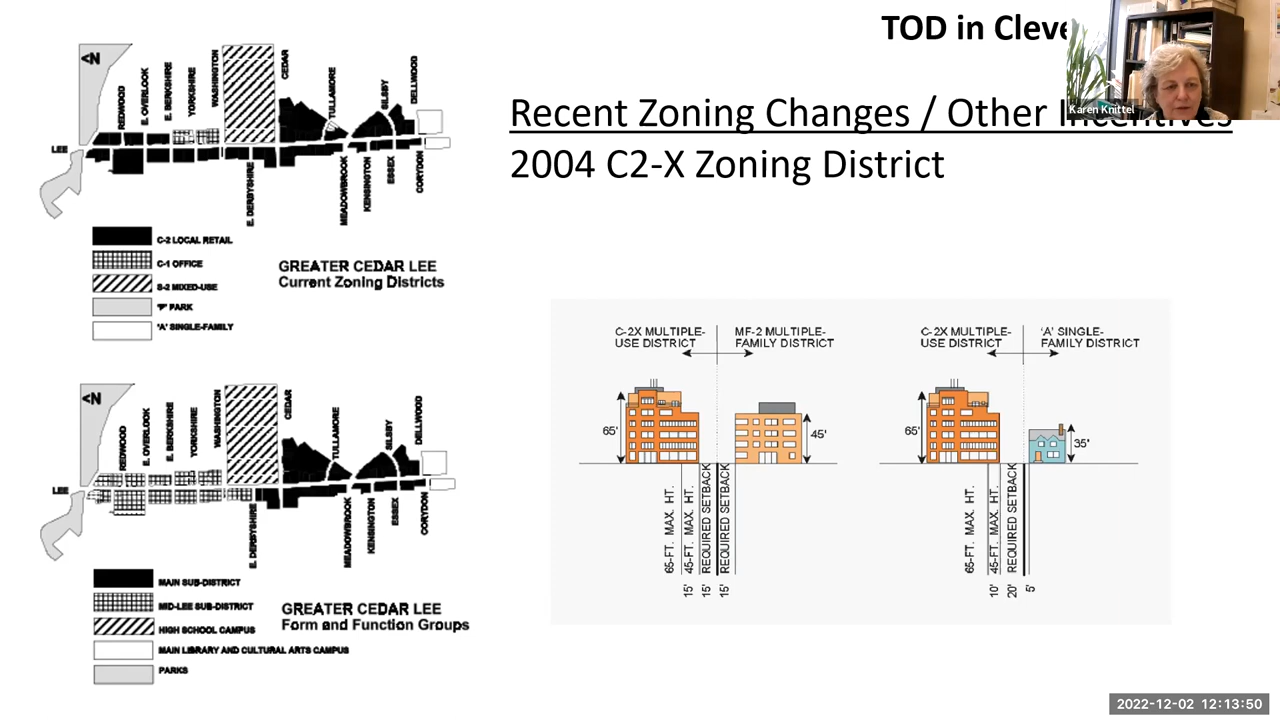 TOD in Cleve
Karen Knittel
Recent Zoning Changes / Other Incentives
2004 C2-X Zoning District
<N
REDWOOD
E. OVERLOOK
E. BERKSHIRE
YORKSHIRE
WASHINGTON
CEDAR
TULLAMORE
SILSBY
DELLWOOD
LEE
E. DERBYSHIRE
MEADOWBROOK
KENSINGTON
ESSEX
CORYDON
C-2 LOCAL RETAIL
C-1 OFFICE
S-2 MIXED-USE
'P' PARK
'A' SINGLE-FAMILY
GREATER CEDAR LEE
Current Zoning Districts
<N
REDWOOD
E. OVERLOOK
E. BERKSHIRE
YORKSHIRE
WASHINGTON
CEDAR
TULLAMORE
SILSBY
DELLWOOD
LEE
E. DERBYSHIRE
MEADOWBROOK
KENSINGTON
ESSEX
CORYDON
MAIN SUB-DISTRICT
MID-LEE SUB-DISTRICT
HIGH SCHOOL CAMPUS
MAIN LIBRARY AND CULTURAL ARTS CAMPUS
PARKS
GREATER CEDAR LEE
Form and Function Groups
C-2X MULTIPLE-
USE DISTRICT
MF-2 MULTIPLE-
FAMILY DISTRICT
65'
45'
65-FT. MAX. HT.
15' 45-FT. MAX. HT.
15' REQUIRED SETBACK
15' REQUIRED SETBACK
C-2X MULTIPLE-
USE DISTRICT
'A' SINGLE-
FAMILY DISTRICT
65'
35'
65-FT. MAX. HT.
10' 45-FT. MAX. HT.
20' REQUIRED SETBACK
5'
2022-12-02 12:13:50